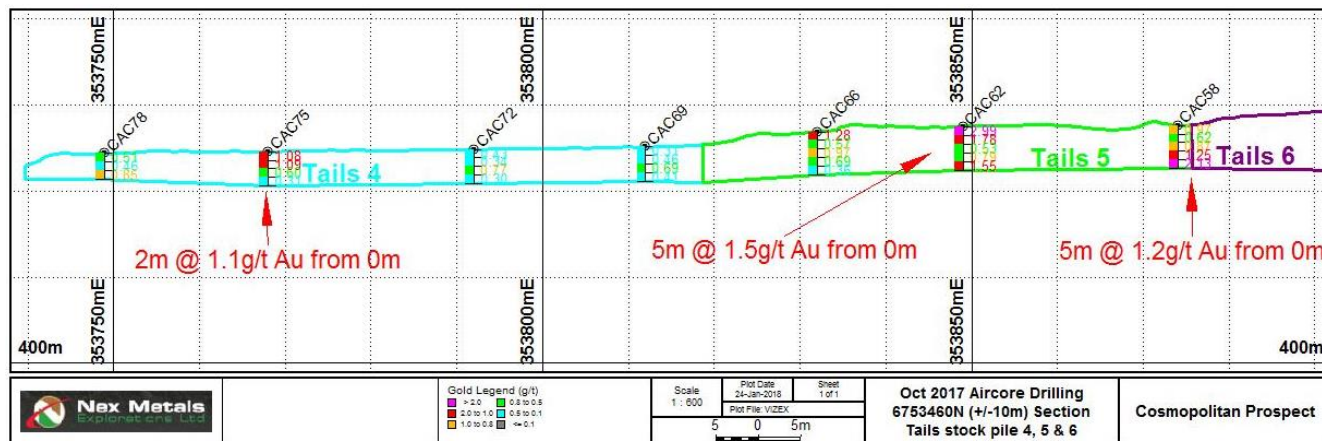 353750mE
353800mE
353850mE
CAC78
CAC75
CAC72
CAC69
CAC66
CAC62
CAC58
Tails 4
Tails 5
Tails 6
2m @ 1.1g/t Au from 0m
5m @ 1.5g/t Au from 0m
5m @ 1.2g/t Au from 0m
353750mE
353800mE
353850mE
400m
400m
Nex Metals
Explorations Ltd
Gold Legend (g/t)
> 2.0
2.0 to 1.0
1.0 to 0.8
0.8 to 0.5
0.5 to 0.1
<= 0.1
Scale
1 : 600
Plot Date
24-Jan-2018
Sheet
1 of 1
Plot File: VIZEX
5 0 5m
Oct 2017 Aircore Drilling
6753460N (+/-10m) Section
Tails stock pile 4, 5 & 6
Cosmopolitan Prospect